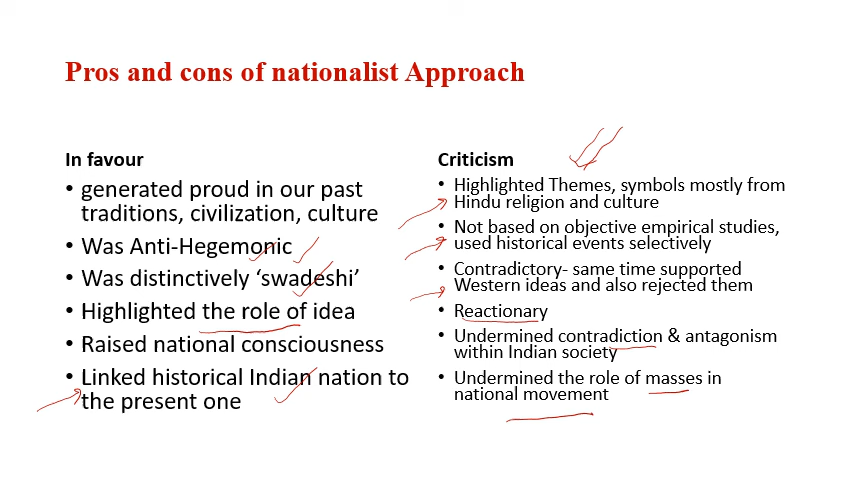 Pros and cons of nationalist Approach
In favour
• generated proud in our past
traditions, civilization, culture
• Was Anti-Hegemonic
• Was distinctively ‘swadeshi’
• Highlighted the role of idea
• Raised national consciousness
• Linked historical Indian nation to
the present one
Criticism
• Highlighted Themes, symbols mostly from
Hindu religion and culture
• Not based on objective empirical studies,
used historical events selectively
• Contradictory- same time supported
Western ideas and also rejected them
• Reactionary
• Undermined contradiction & antagonism
within Indian society
• Undermined the role of masses in
national movement